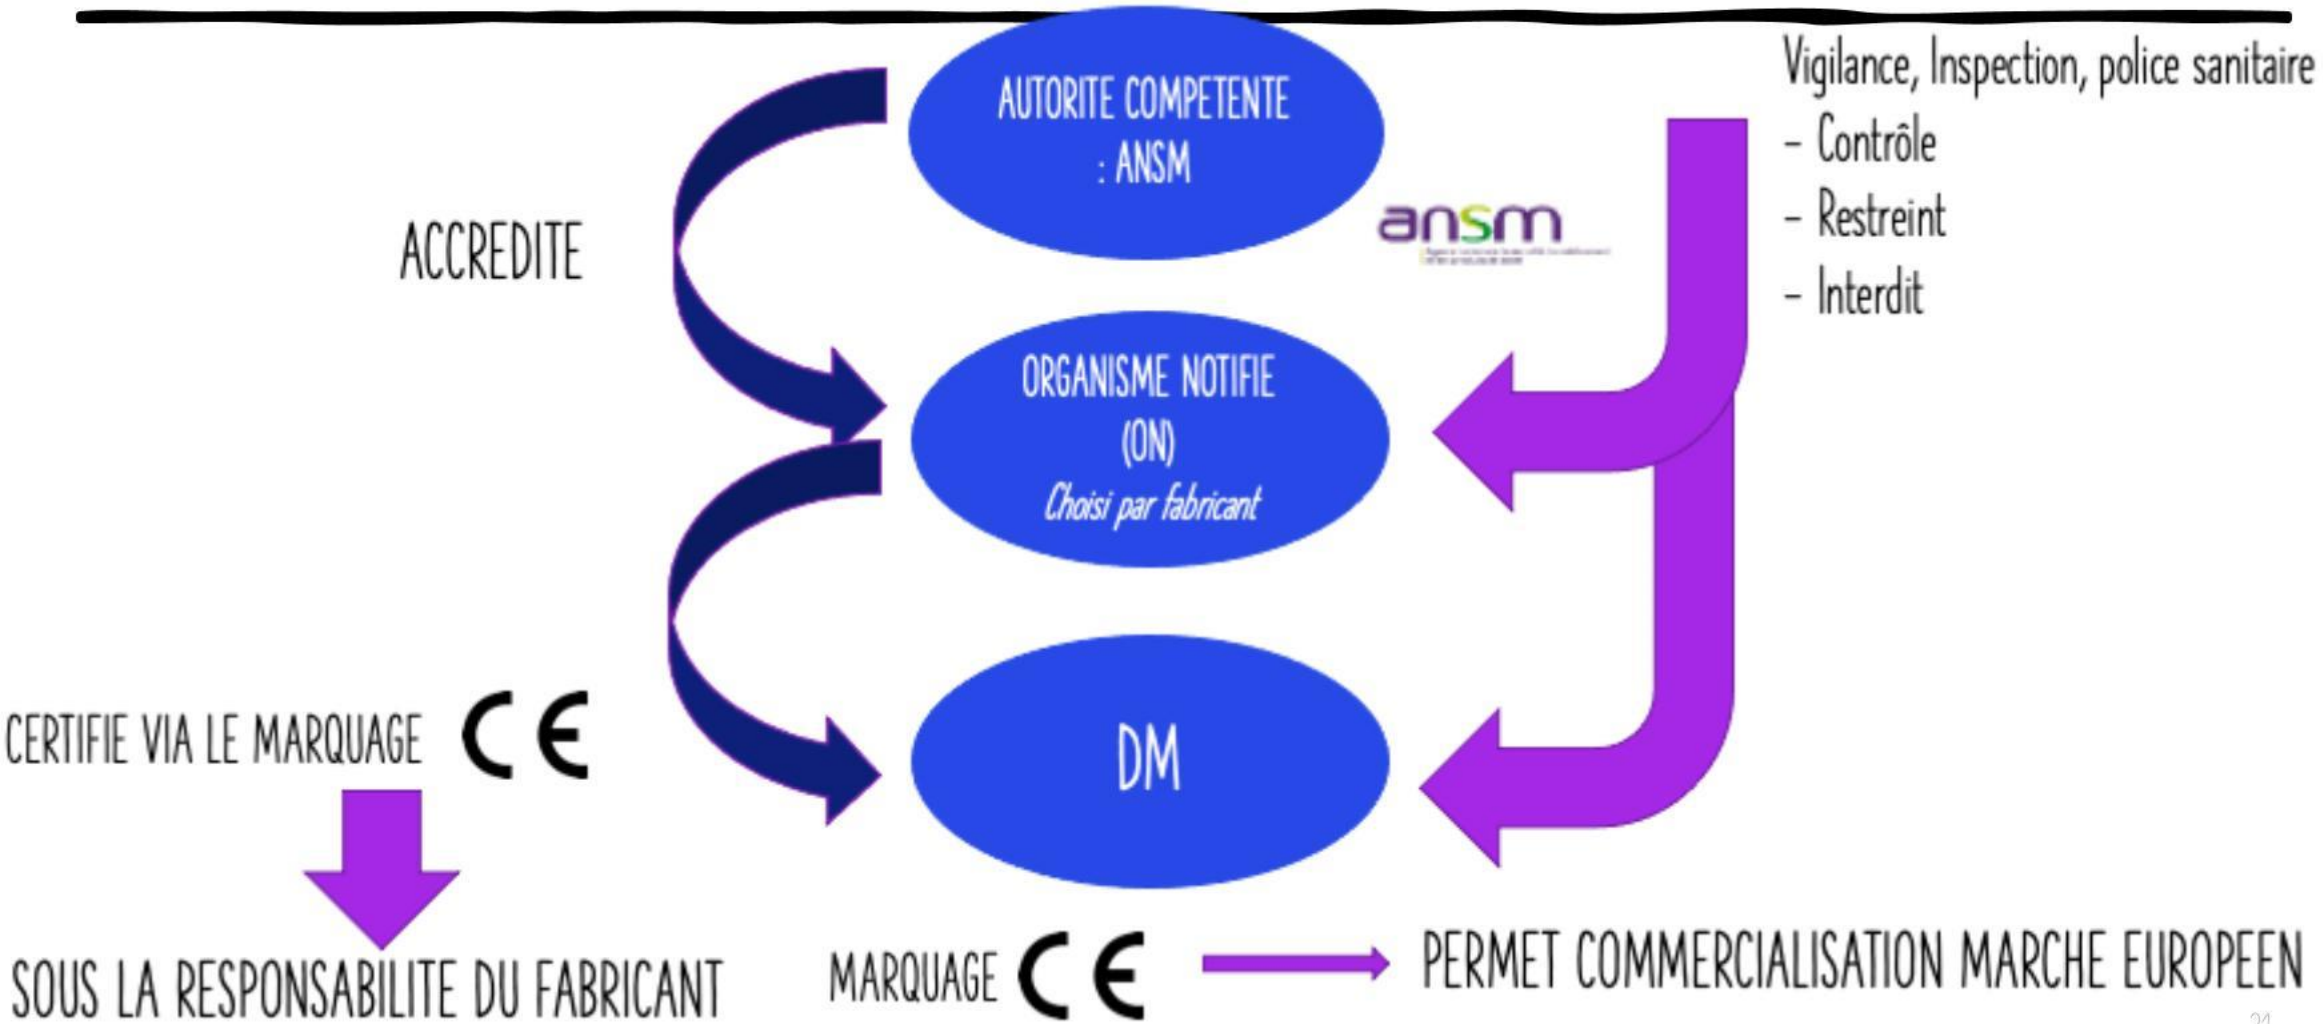 AUTORITE COMPETENTE
: ANSM
Vigilance, Inspection, police sanitaire
- Contrôle
- Restreint
- Interdit
ansm
ACCREDITE
ORGANISME NOTIFIE
(ON)
Choisi par fabricant
DM
CERTIFIE VIA LE MARQUAGE CE
SOUS LA RESPONSABILITE DU FABRICANT
MARQUAGE CE
PERMET COMMERCIALISATION MARCHE EUROPEEN